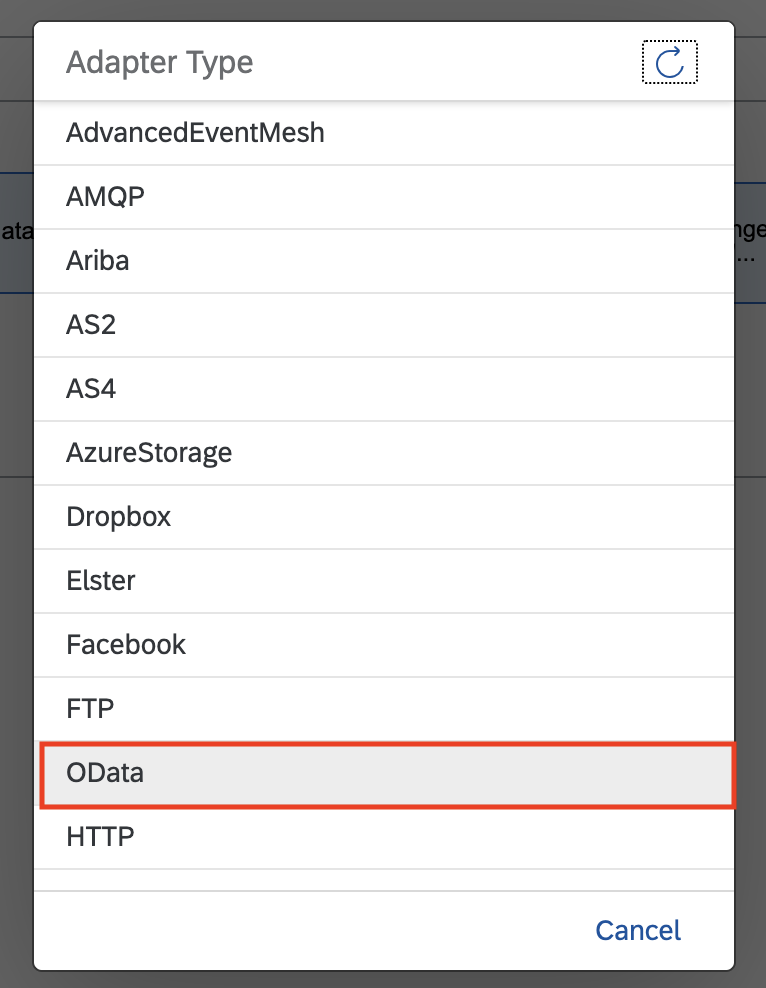 Adapter Type
AdvancedEventMesh
AMQP
Ariba
ata
nge
...
AS2
AS4
AzureStorage
Dropbox
Elster
Facebook
FTP
OData
HTTP
Cancel